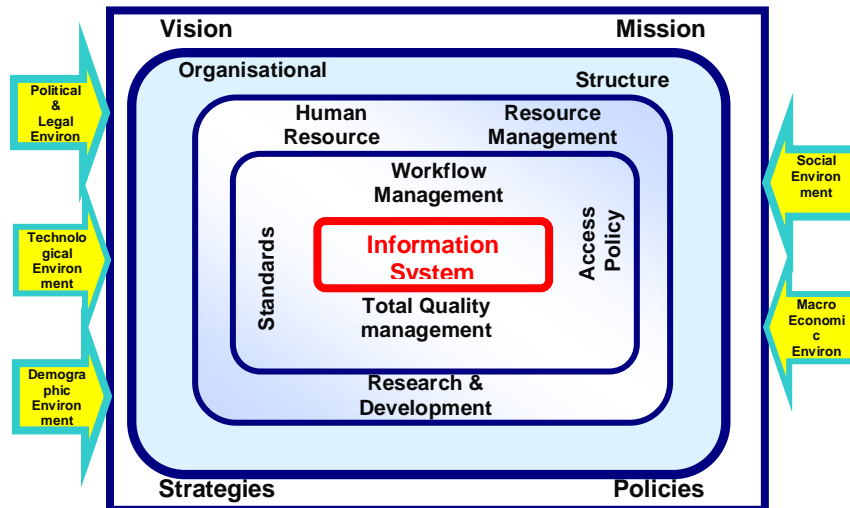 Vision
Mission
Organisational
Structure
Political
&
Legal
Environ
Human
Resource
Resource
Management
Workflow
Management
Social
Environ
ment
Technolo
gical
Environ
ment
Standards
Information
System
Access
Policy
Total Quality
management
Macro
Economi
c
Environ
Demogra
phic
Environ
ment
Research &
Development
Strategies
Policies